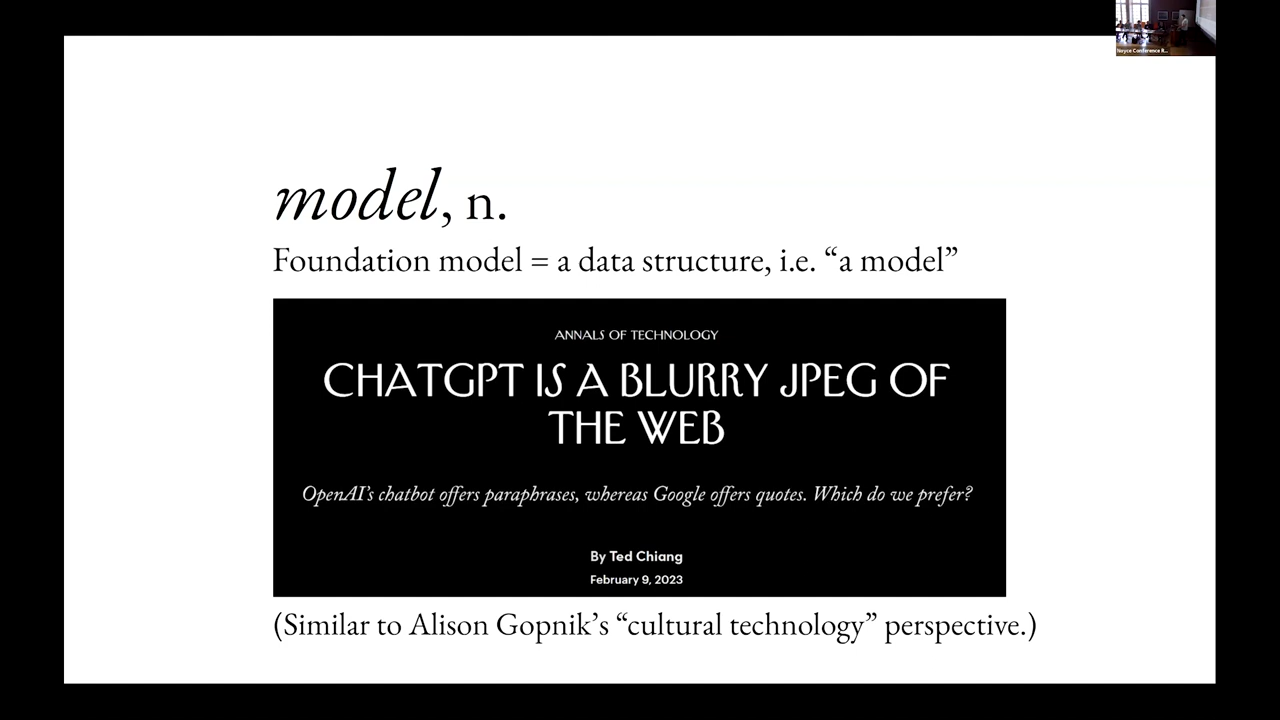 Noyce Conference R...
model, n.
Foundation model = a data structure, i.e. “a model”
ANNALS OF TECHNOLOGY
CHATGPT IS A BLURRY JPEG OF
THE WEB
OpenAI’s chatbot offers paraphrases, whereas Google offers quotes. Which do we prefer?
By Ted Chiang
February 9, 2023
(Similar to Alison Gopnik’s “cultural technology” perspective.)